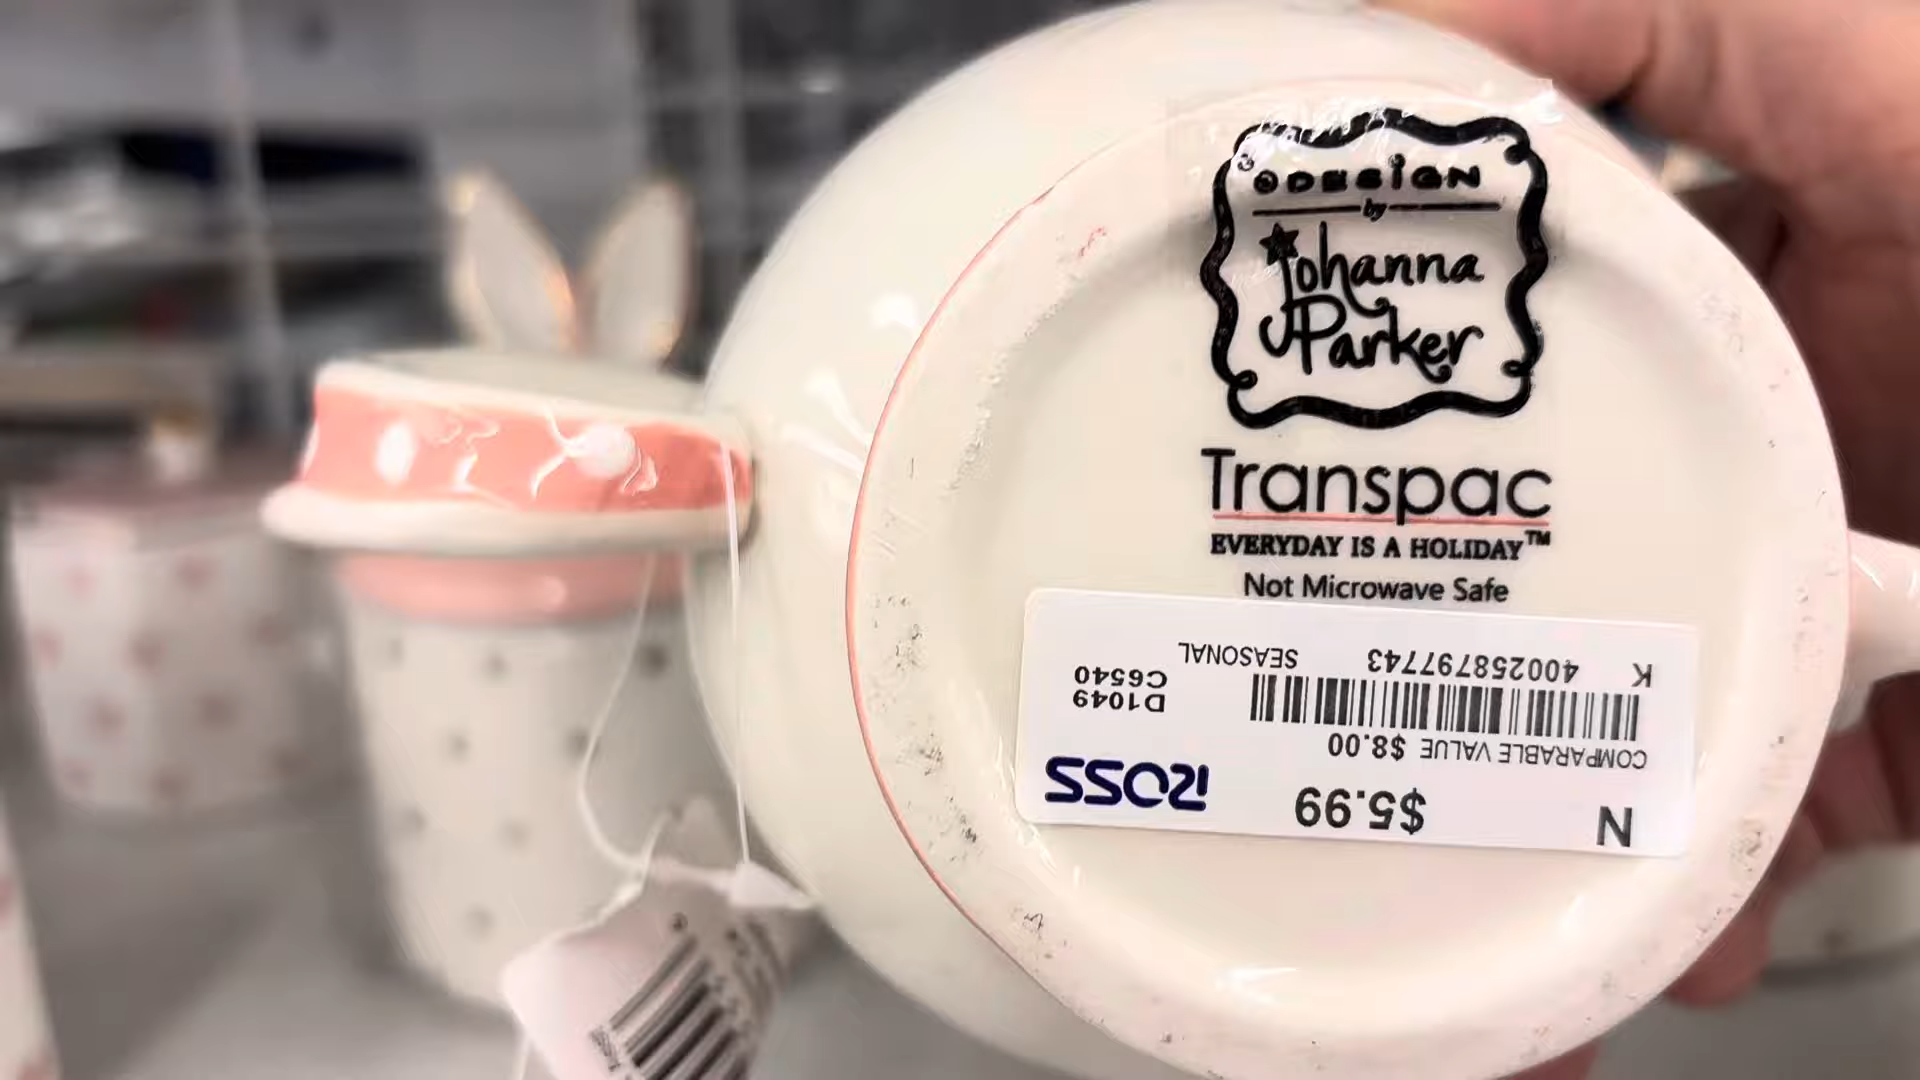 DESIGN
by
Johanna
Parker
Transpac
EVERYDAY IS A HOLIDAY™
Not Microwave Safe
N $5.99 ROSS
COMPARABLE VALUE $8.00
D1049
C6540
K 400258797743 SEASONAL